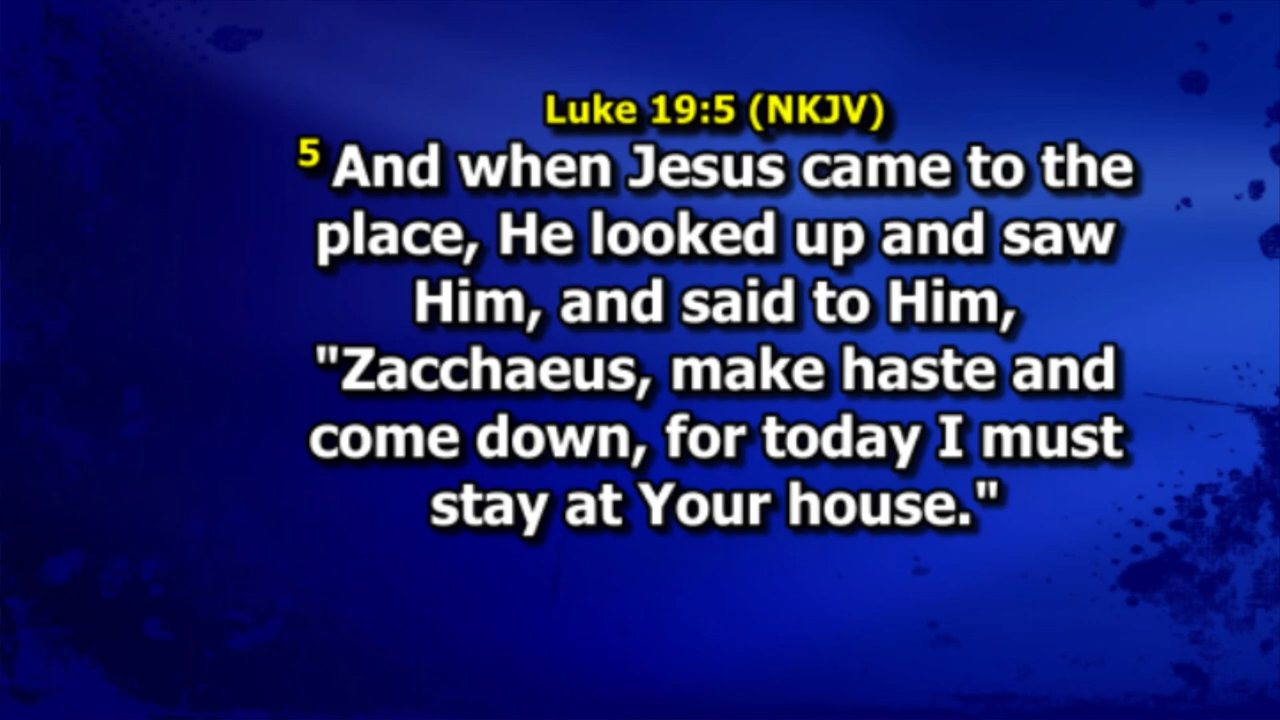 Luke 19:5 (NKJV)
5 And when Jesus came to the
place, He looked up and saw
Him, and said to Him,
"Zacchaeus, make haste and
come down, for today I must
stay at Your house."